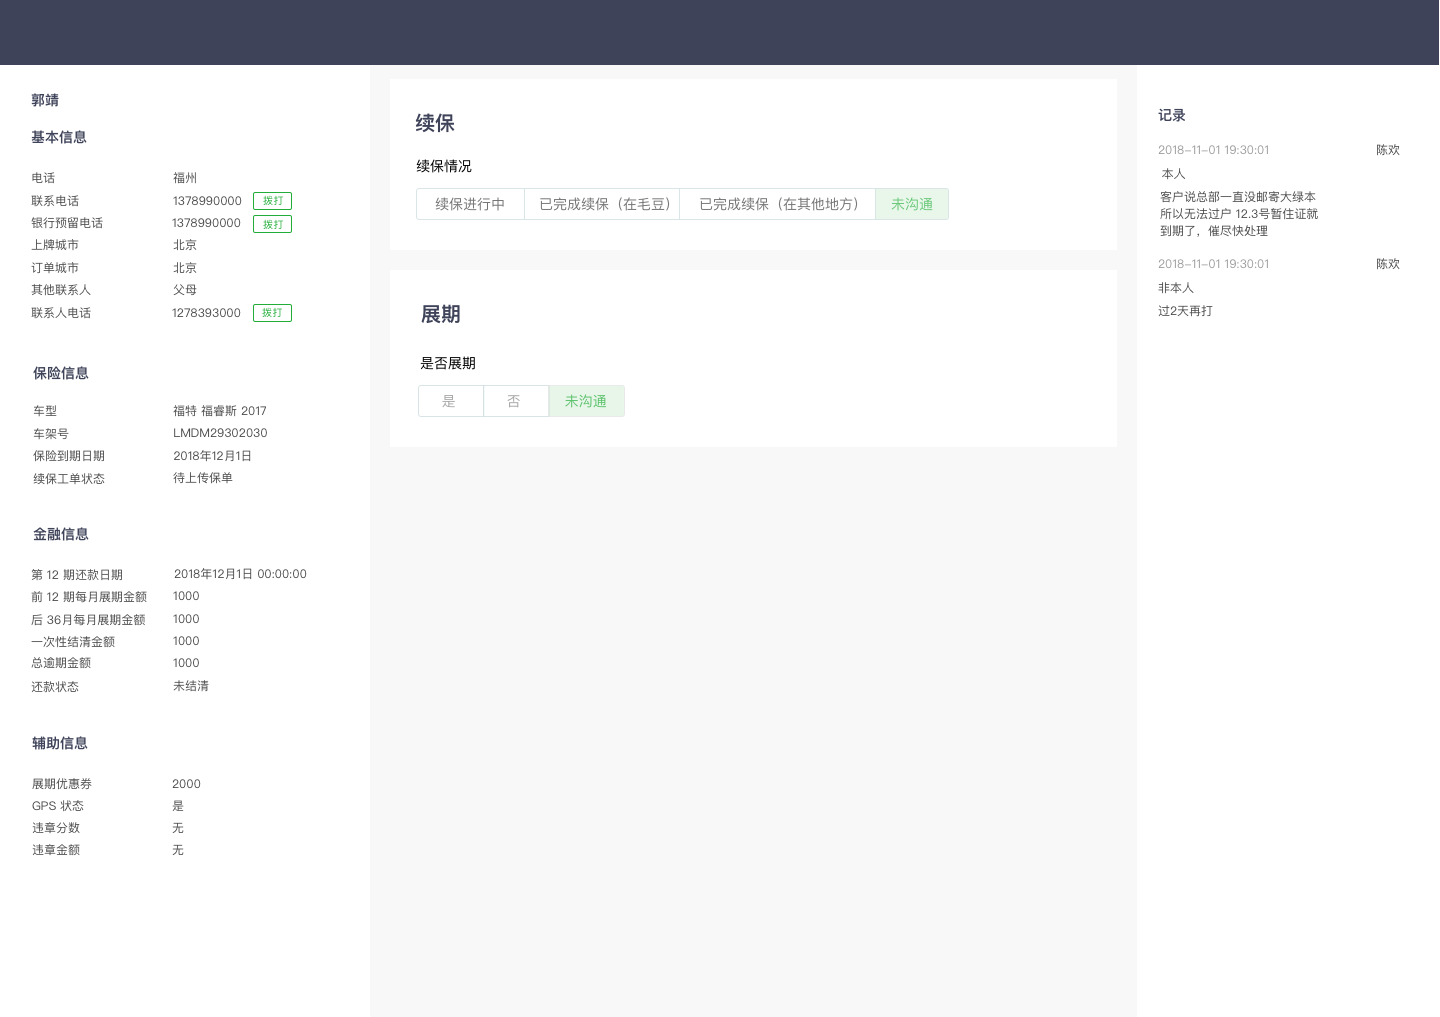 郭靖
基本信息
电话 福州
联系电话 1378990000 拨打
银行预留电话 1378990000 拨打
上牌城市 北京
订单城市 北京
其他联系人 父母
联系人电话 1278393000 拨打
保险信息
车型 福特 福睿斯 2017
车架号 LMDM29302030
保险到期日期 2018年12月1日
续保工单状态 待上传保单
金融信息
第 12 期还款日期 2018年12月1日 00:00:00
前 12 期每月展期金额 1000
后 36月每月展期金额 1000
一次性结清金额 1000
总逾期金额 1000
还款状态 未结清
辅助信息
展期优惠券 2000
GPS 状态 是
违章分数 无
违章金额 无
续保
续保情况
续保进行中 已完成续保（在毛豆） 已完成续保（在其他地方） 未沟通
展期
是否展期
是 否 未沟通
记录
2018-11-01 19:30:01 陈欢
本人
客户说总部一直没邮寄大绿本
所以无法过户 12.3号暂住证就
到期了，催尽快处理
2018-11-01 19:30:01 陈欢
非本人
过2天再打